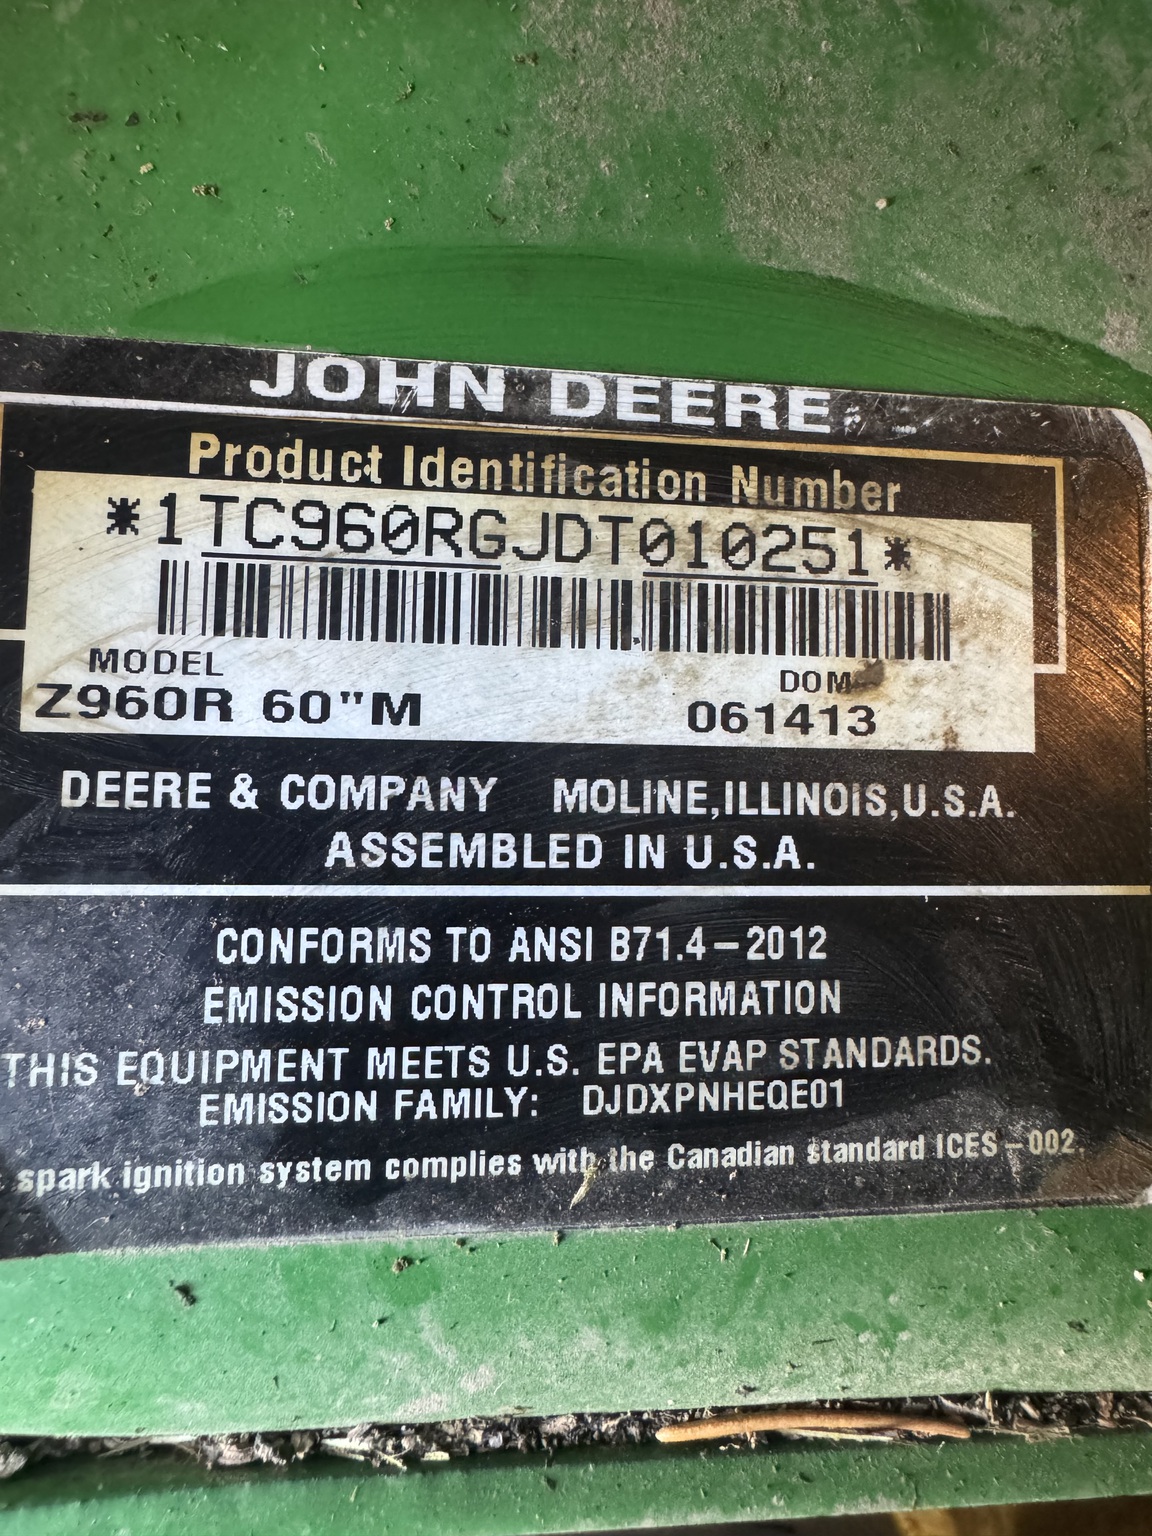 JOHN DEERE
Product Identification Number
*1TC960RGJDT010251*
MODEL
DOM
Z960R 60"M
061413
DEERE & COMPANY MOLINE, ILLINOIS, U.S.A.
ASSEMBLED IN U.S.A.
CONFORMS TO ANSI B71.4-2012
EMISSION CONTROL INFORMATION
THIS EQUIPMENT MEETS U.S. EPA EVAP STANDARDS.
EMISSION FAMILY: DJDXPNHEQE01
spark ignition system complies with the Canadian standard ICES-002.